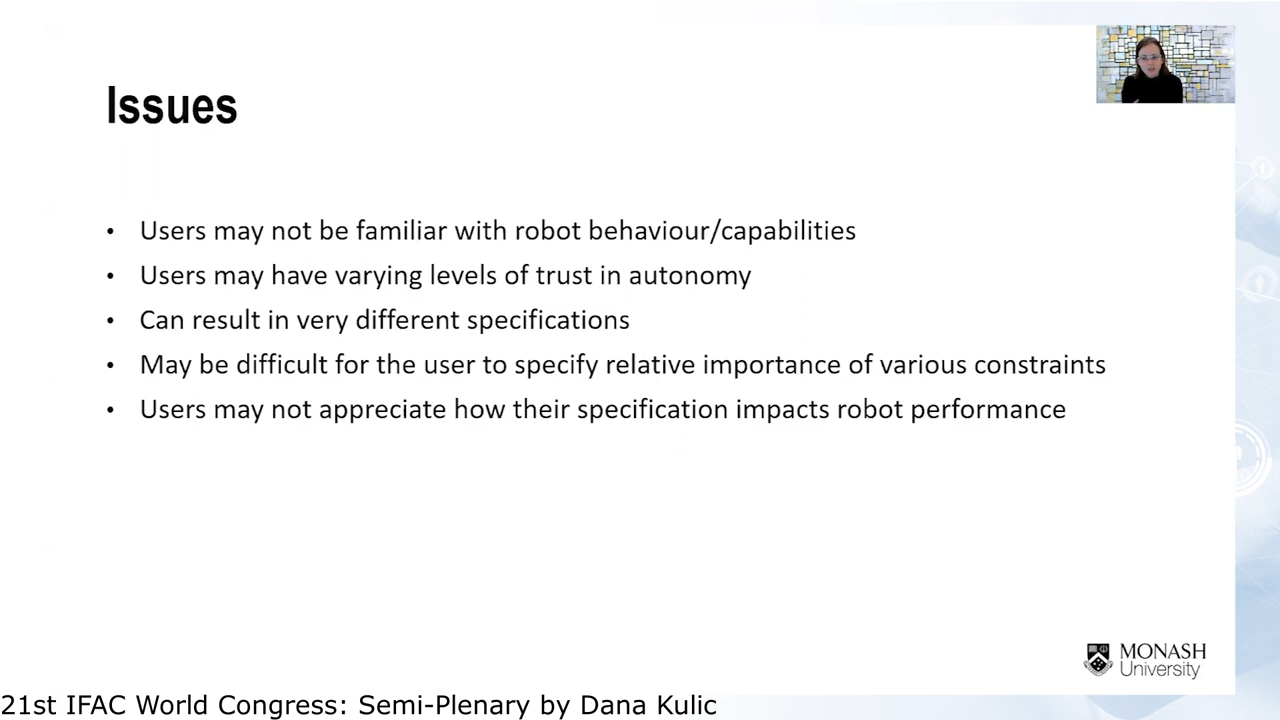 Issues
• Users may not be familiar with robot behaviour/capabilities
• Users may have varying levels of trust in autonomy
• Can result in very different specifications
• May be difficult for the user to specify relative importance of various constraints
• Users may not appreciate how their specification impacts robot performance
MONASH
University
21st IFAC World Congress: Semi-Plenary by Dana Kulic